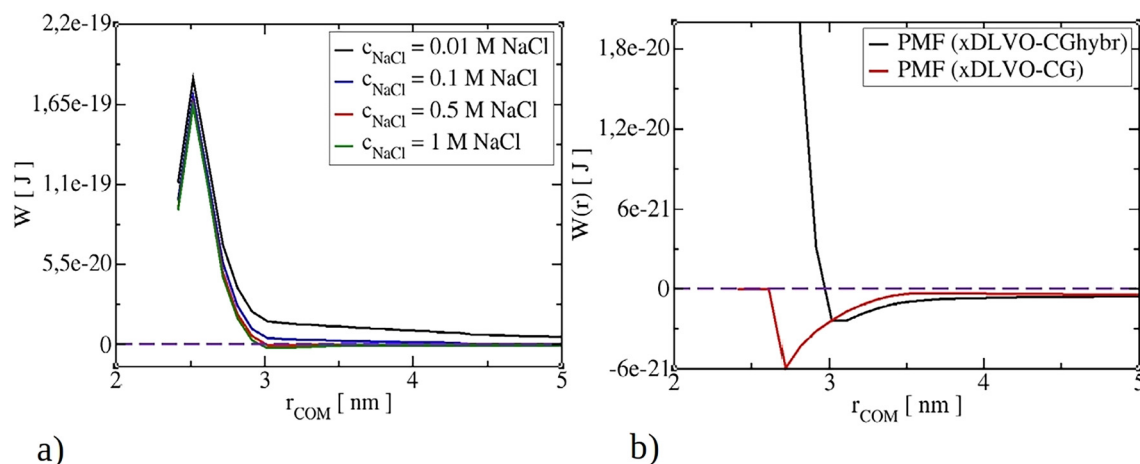 2,2e-19
1,65e-19
1,1e-19
5,5e-20
0
W [ J ]
c_NaCl = 0.01 M NaCl
c_NaCl = 0.1 M NaCl
c_NaCl = 0.5 M NaCl
c_NaCl = 1 M NaCl
2 3 4 5
r_COM [ nm ]
a)
1,8e-20
1,2e-20
6e-21
0
-6e-21
W(r) [ J ]
PMF (xDLVO-CGhybr)
PMF (xDLVO-CG)
2 3 4 5
r_COM [ nm ]
b)